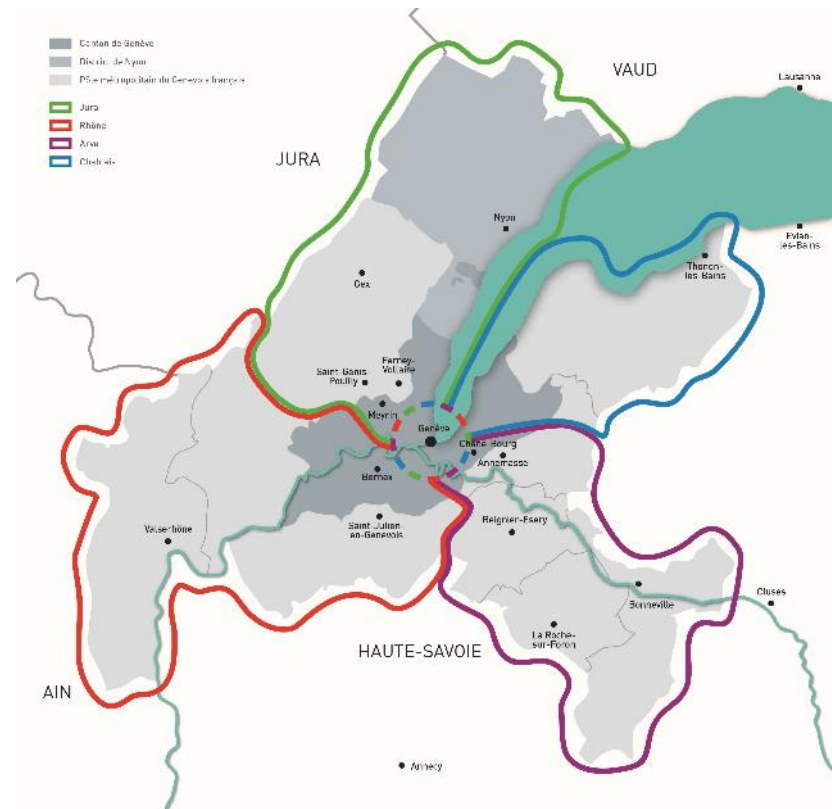 Canton de Genève
District de Nyon
Pôle métropolitain du Genevois français
Jura
Rhône
Arve
Chablais
VAUD
Lausanne
JURA
Nyon
Evian-
les-Bains
Thonon-
les-Bains
Gex
Ferney-
Voltaire
Saint-Genis-
Pouilly
Meyrin
Genève
Chêne-Bourg
Annemasse
Bernex
Saint-Julien
en-Genevois
Reignier-Esery
Valserhône
Bonneville
Cluses
La Roche-
sur-Foron
HAUTE-SAVOIE
AIN
Annecy